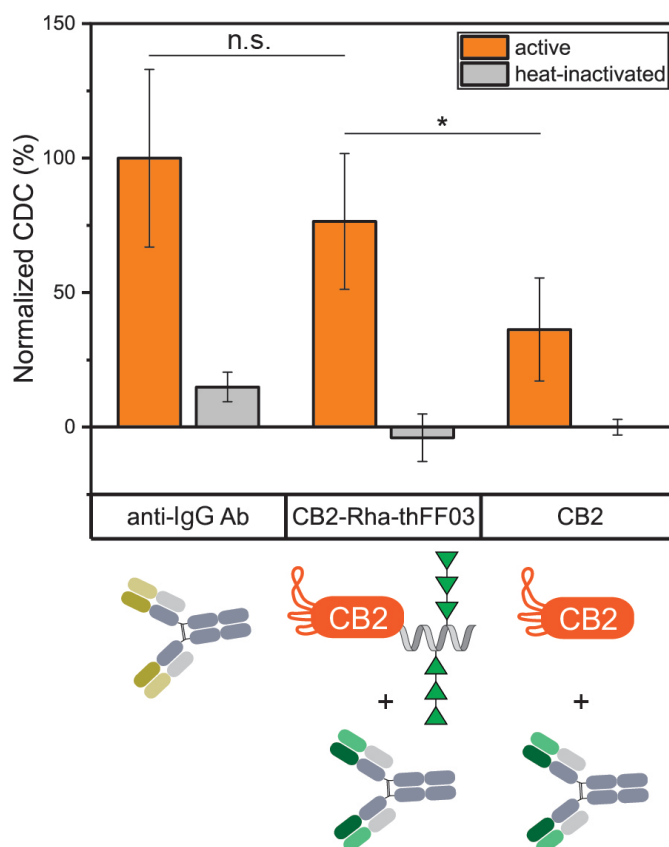 150
100
50
0
Normalized CDC (%)
n.s.
*
active
heat-inactivated
anti-IgG Ab
CB2-Rha-thFF03
CB2
CB2
CB2
+
+